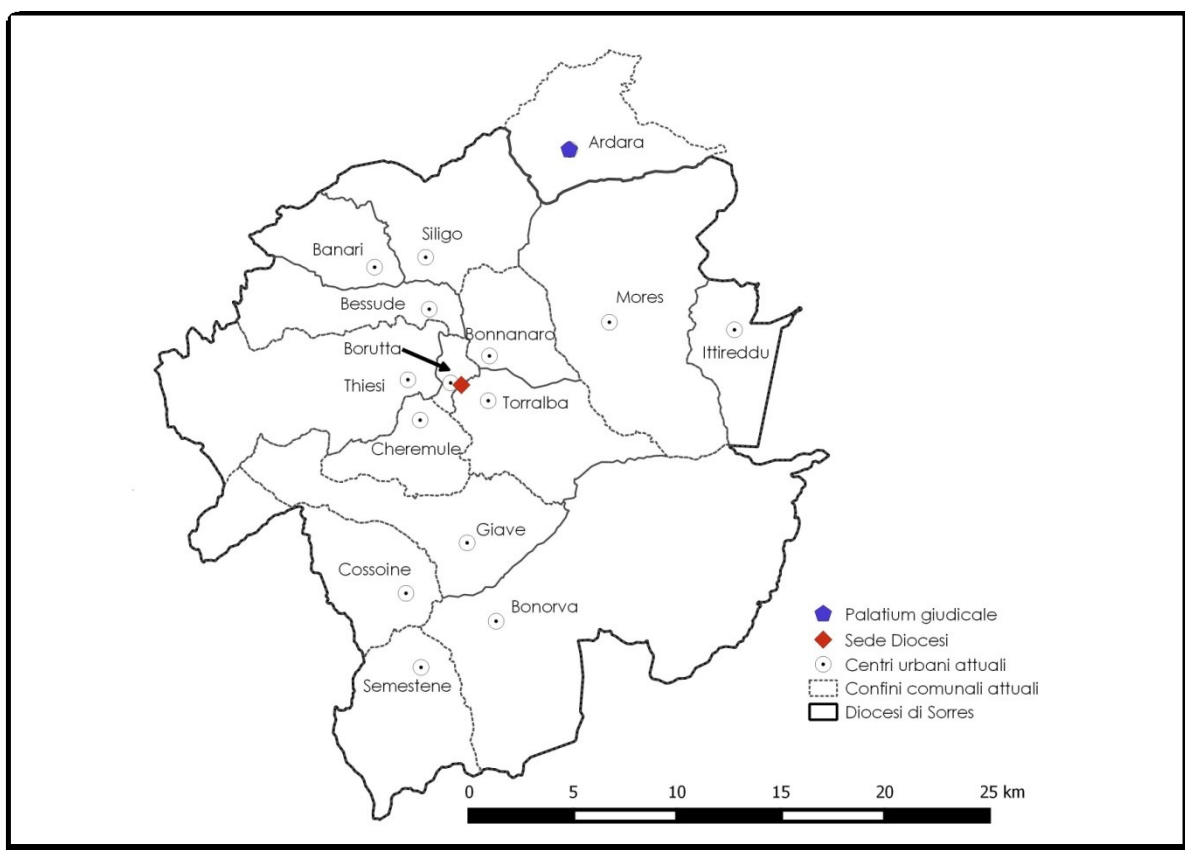 Ardara
Siligo
Banari
Bessude
Mores
Bonnanaro
Borutta
Ittireddu
Thiesi
Torralba
Cheremule
Giave
Cossoine
Bonorva
Semestene
Palatium giudicale
Sede Diocesi
Centri urbani attuali
Confini comunali attuali
Diocesi di Sorres
0 5 10 15 20 25 km